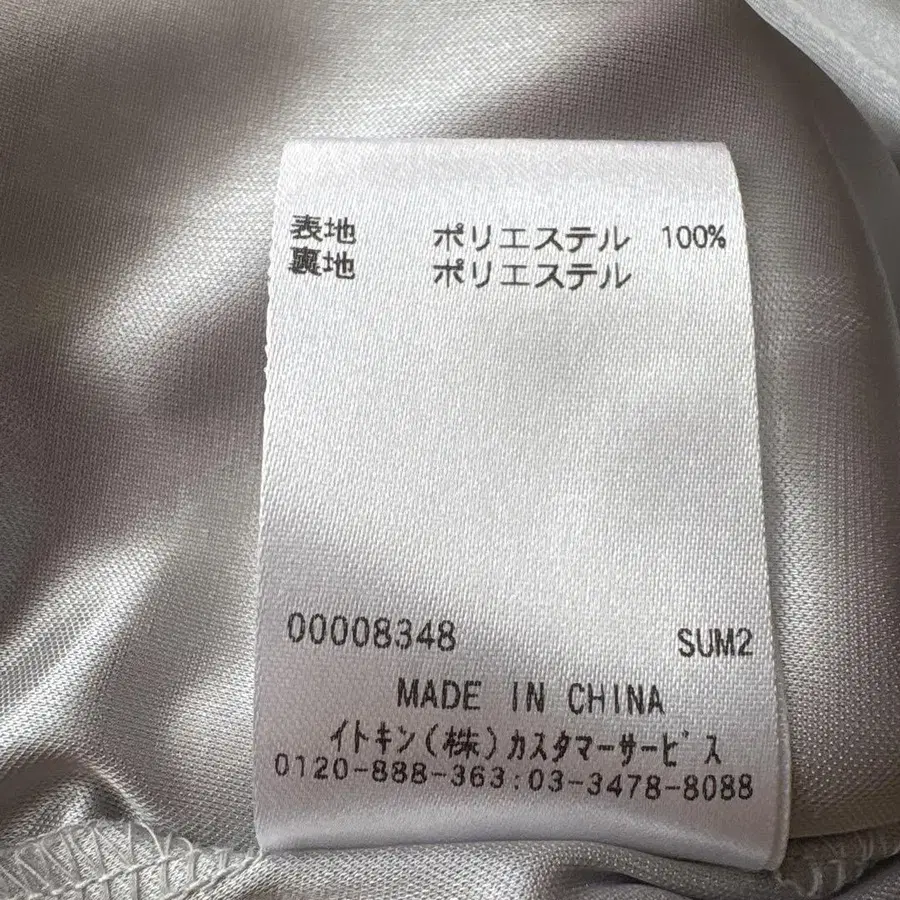 表地 ポリエステル 100%
裏地 ポリエステル
00008348 SUM2
MADE IN CHINA
イトキン(株)カスタマーサービス
0120-888-363:03-3478-8088